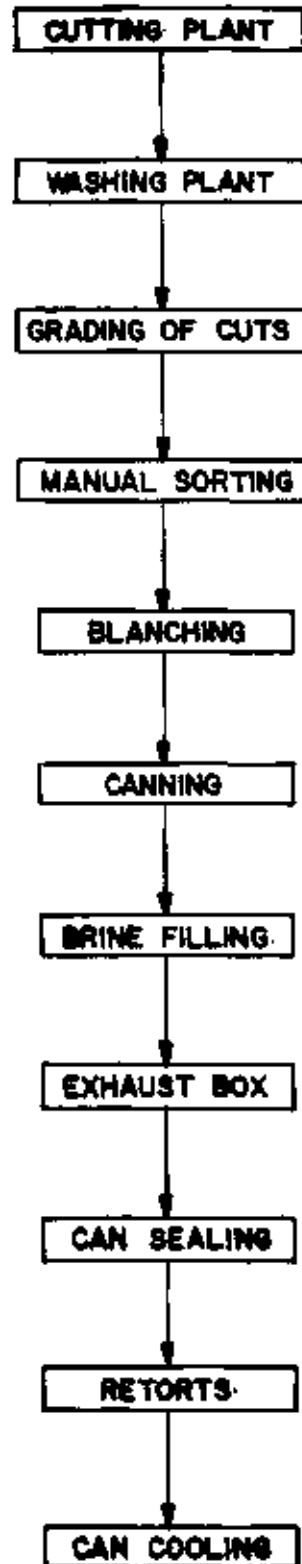 CUTTING PLANT
WASHING PLANT
GRADING OF CUTS
MANUAL SORTING
BLANCHING
CANNING
BRINE FILLING
EXHAUST BOX
CAN SEALING
RETORTS
CAN COOLING